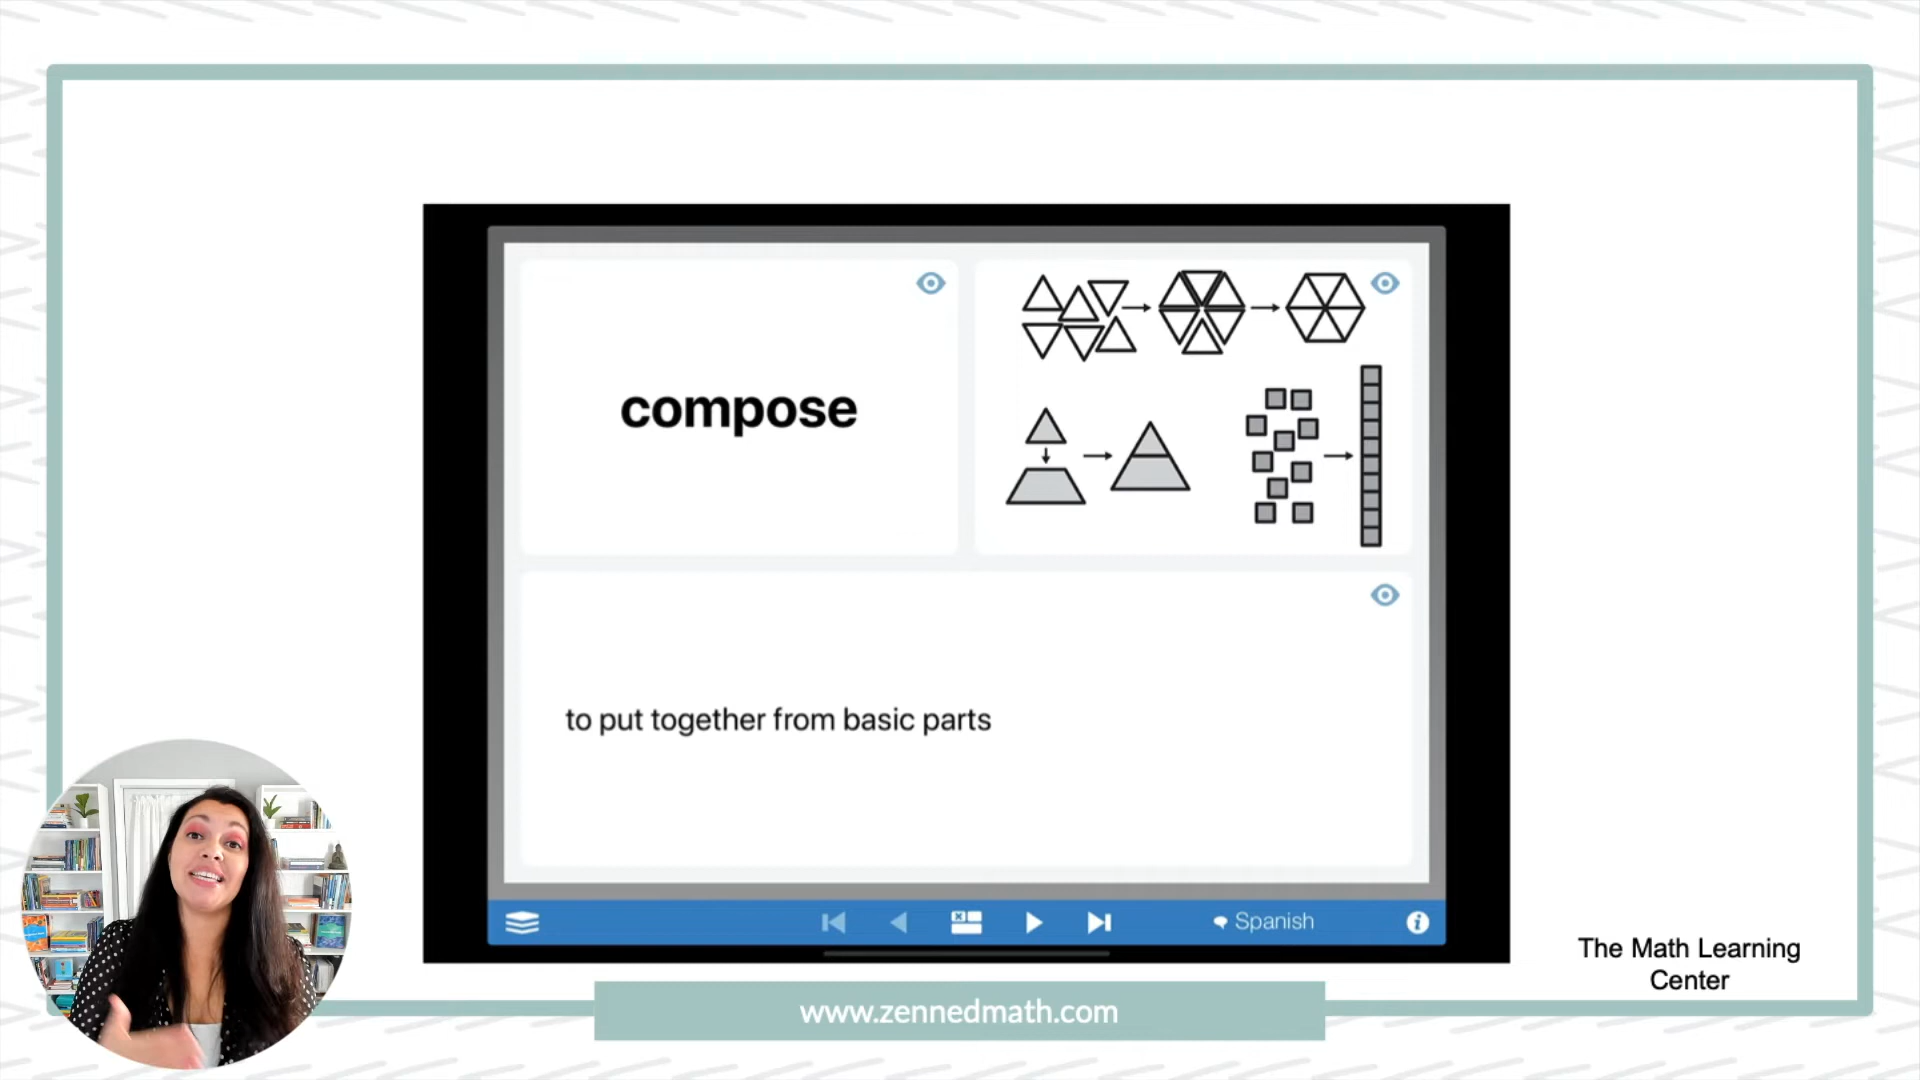 compose
to put together from basic parts
Spanish
The Math Learning
Center
www.zennedmath.com